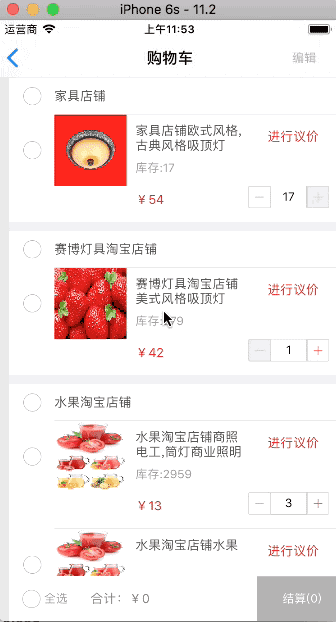 iPhone 6s - 11.2
运营商 上午11:53
购物车 编辑
家具店铺
家具店铺欧式风格,
古典风格吸顶灯
进行议价
库存:17
¥54
— 17 +
赛博灯具淘宝店铺
赛博灯具淘宝店铺
美式风格吸顶灯
进行议价
库存: 79
¥42
— 1 +
水果淘宝店铺
水果淘宝店铺商照
电工,筒灯商业照明
进行议价
库存:2959
¥13
— 3 +
水果淘宝店铺水果
进行议价
全选 合计：¥0 结算(0)